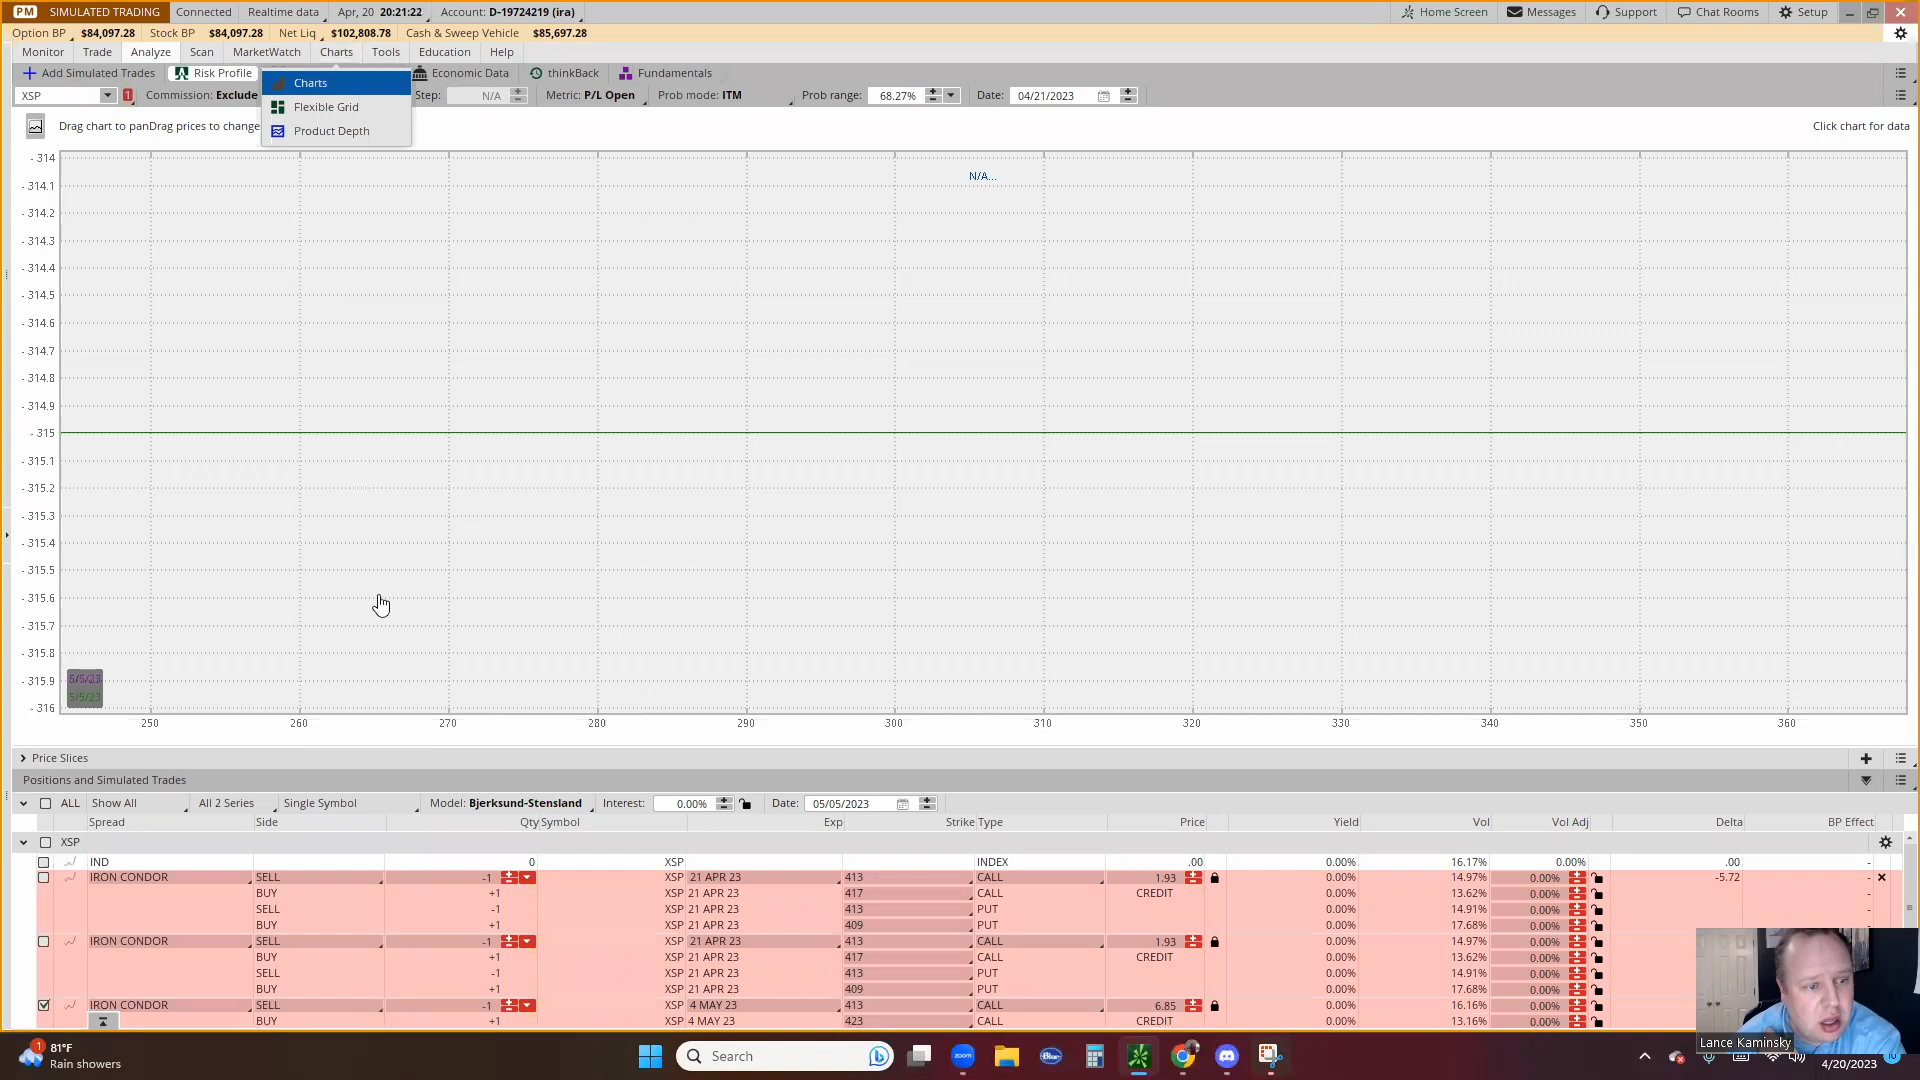 PM SIMULATED TRADING Connected Realtime data Apr, 20 20:21:22 Account: D-19724219 (ira) Home Screen Messages Support Chat Rooms Setup
Option BP $84,097.28 Stock BP $84,097.28 Net Liq $102,808.78 Cash & Sweep Vehicle $85,697.28
Monitor Trade Analyze Scan MarketWatch Charts Tools Education Help
Add Simulated Trades Risk Profile Economic Data thinkBack Fundamentals
Charts
Flexible Grid
Product Depth
XSP 1 Commission: Exclude Step: N/A Metric: P/L Open Prob mode: ITM Prob range: 68.27% Date: 04/21/2023
Drag chart to pan Drag prices to change Click chart for data
N/A...
-314
-314.1
-314.2
-314.3
-314.4
-314.5
-314.6
-314.7
-314.8
-314.9
-315
-315.1
-315.2
-315.3
-315.4
-315.5
-315.6
-315.7
-315.8
-315.9
-316
5/5/23
5/5/23
250 260 270 280 290 300 310 320 330 340 350 360
Price Slices
Positions and Simulated Trades
ALL Show All All 2 Series Single Symbol Model: Bjerksund-Stensland Interest: 0.00% Date: 05/05/2023
Spread Side Qty Symbol Exp Strike Type Price Yield Vol Vol Adj Delta BP Effect
XSP
IND 0 XSP INDEX .00 0.00% 16.17% 0.00% .00 -
IRON CONDOR SELL -1 XSP 21 APR 23 413 CALL 1.93 0.00% 14.97% 0.00% -5.72 -
BUY +1 XSP 21 APR 23 417 CALL CREDIT 0.00% 13.62% 0.00% -
SELL -1 XSP 21 APR 23 413 PUT 0.00% 14.91% 0.00% -
BUY +1 XSP 21 APR 23 409 PUT 0.00% 17.68% 0.00% -
IRON CONDOR SELL -1 XSP 21 APR 23 413 CALL 1.93 0.00% 14.97% 0.00%
BUY +1 XSP 21 APR 23 417 CALL CREDIT 0.00% 13.62% 0.00%
SELL -1 XSP 21 APR 23 413 PUT 0.00% 14.91% 0.00%
BUY +1 XSP 21 APR 23 409 PUT 0.00% 17.68% 0.00%
IRON CONDOR SELL -1 XSP 4 MAY 23 413 CALL 6.85 0.00% 16.16% 0.00%
BUY +1 XSP 4 MAY 23 423 CALL CREDIT 0.00% 13.16% 0.00%
Lance Kaminsky
1 81°F
Rain showers
Search
zoom
Blue
4/20/2023